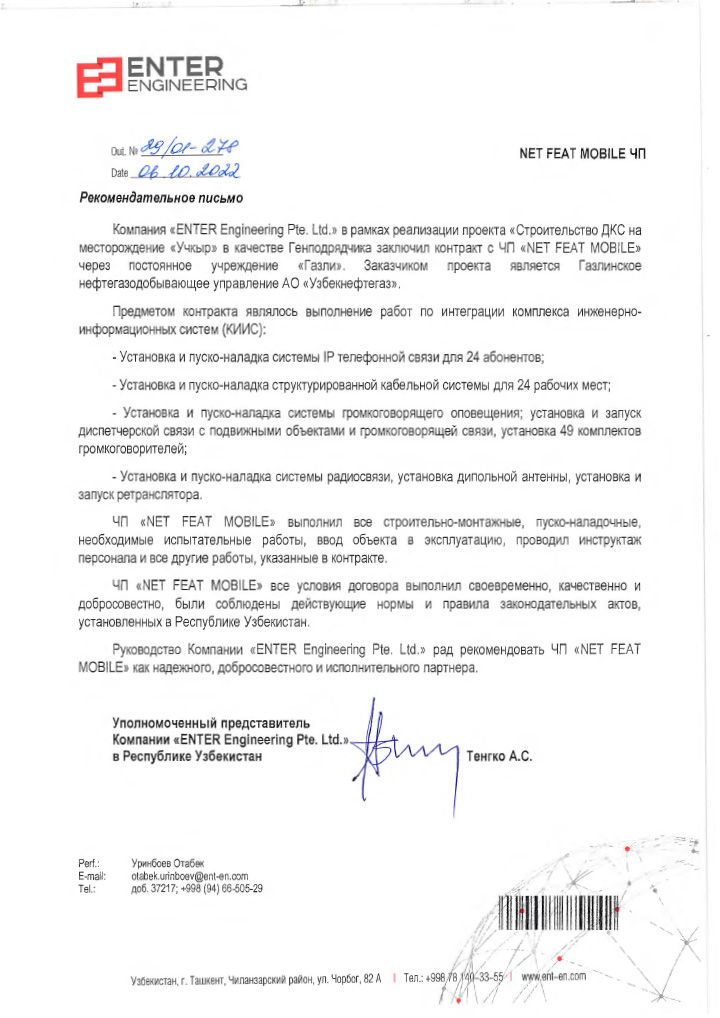 ENTER
ENGINEERING
Out. № 29/01-278
NET FEAT MOBILE ЧП
Date 06.10.2022
Рекомендательное письмо
Компания «ENTER Engineering Pte. Ltd.» в рамках реализации проекта «Строительство ДКС на
месторождение «Учкыр» в качестве Генподрядчика заключил контракт с ЧП «NET FEAT MOBILE»
через постоянное учреждение «Газли». Заказчиком проекта является Газлинское
нефтегазодобывающее управление АО «Узбекнефтегаз».
Предметом контракта являлось выполнение работ по интеграции комплекса инженерно-
информационных систем (КИИС):
- Установка и пуско-наладка системы IP телефонной связи для 24 абонентов;
- Установка и пуско-наладка структурированной кабельной системы для 24 рабочих мест;
- Установка и пуско-наладка системы громкоговорящего оповещения; установка и запуск
диспетчерской связи с подвижными объектами и громкоговорящей связи, установка 49 комплектов
громкоговорителей;
- Установка и пуско-наладка системы радиосвязи, установка дипольной антенны, установка и
запуск ретранслятора.
ЧП «NET FEAT MOBILE» выполнил все строительно-монтажные, пуско-наладочные,
необходимые испытательные работы, ввод объекта в эксплуатацию, проводил инструктаж
персонала и все другие работы, указанные в контракте.
ЧП «NET FEAT MOBILE» все условия договора выполнил своевременно, качественно и
добросовестно, были соблюдены действующие нормы и правила законодательных актов,
установленных в Республике Узбекистан.
Руководство Компании «ENTER Engineering Pte. Ltd.» рад рекомендовать ЧП «NET FEAT
MOBILE» как надежного, добросовестного и исполнительного партнера.
Уполномоченный представитель
Компании «ENTER Engineering Pte. Ltd.»
в Республике Узбекистан Тенгко А.С.
Perf.: Уринбоев Отабек
E-mail: otabek.urinboev@ent-en.com
Tel.: доб. 37217; +998 (94) 66-505-29
Узбекистан, г. Ташкент, Чиланзарский район, ул. Чорбог, 82 А | Тел.: +998 78 140-33-55 | www.ent-en.com